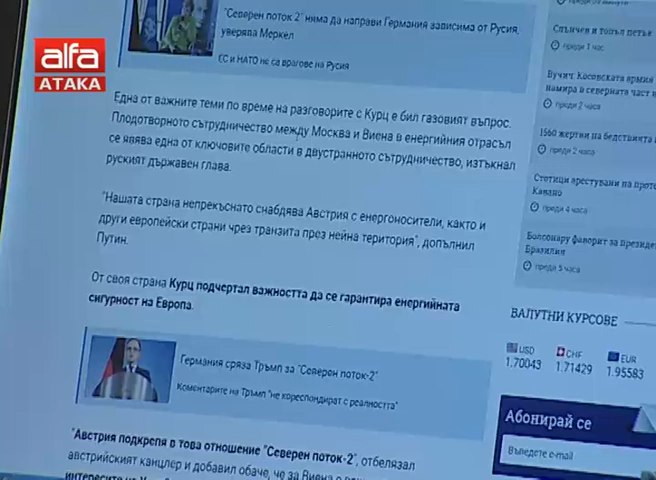 alfa
АТАКА
"Северен поток 2" няма да направи Германия зависима от Русия,
уверява Меркел
ЕС и НАТО не са врагове на Русия
Една от важните теми по време на разговорите с Курц е бил газовият въпрос.
Плодотворното сътрудничество между Москва и Виена в енергийния отрасъл
се явява една от ключовите области в двустранното сътрудничество, изтъкнал
руският държавен глава.
"Нашата страна непрекъснато снабдява Австрия с енергоносители, както и
други европейски страни чрез транзита през нейна територия", допълнил
Путин.
От своя страна Курц подчертал важността да се гарантира енергийната
сигурност на Европа.
Германия сряза Тръмп за "Северен поток-2"
Коментарите на Тръмп "не кореспондират с реалността"
"Австрия подкрепя в това отношение "Северен поток-2", отбелязал
австрийският канцлер и добавил обаче, че за Виена
Слънчев и топъл петък
преди 1 час
Вучич: Косовската армия
намира в северната част
преди 2 часа
1560 жертви на бедствията
преди 2 часа
Стотици арестувани на
Кавано
преди 4 часа
Болсонару фаворит за
Бразилия
преди 5 часа
ВАЛУТНИ КУРСОВЕ
USD
1.70043
CHF
1.71429
EUR
1.95583
Абонирай се
Въведете e-mail